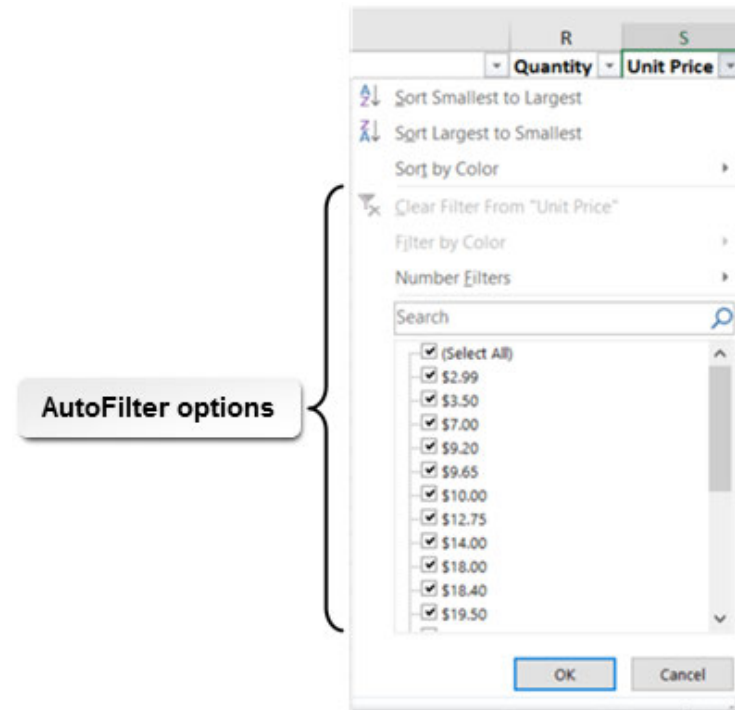 R S
Quantity Unit Price
Sort Smallest to Largest
Sort Largest to Smallest
Sort by Color
Clear Filter From "Unit Price"
Filter by Color
Number Filters
Search
(Select All)
$2.99
$3.50
$7.00
$9.20
$9.65
$10.00
$12.75
$14.00
$18.00
$18.40
$19.50
OK Cancel
AutoFilter options